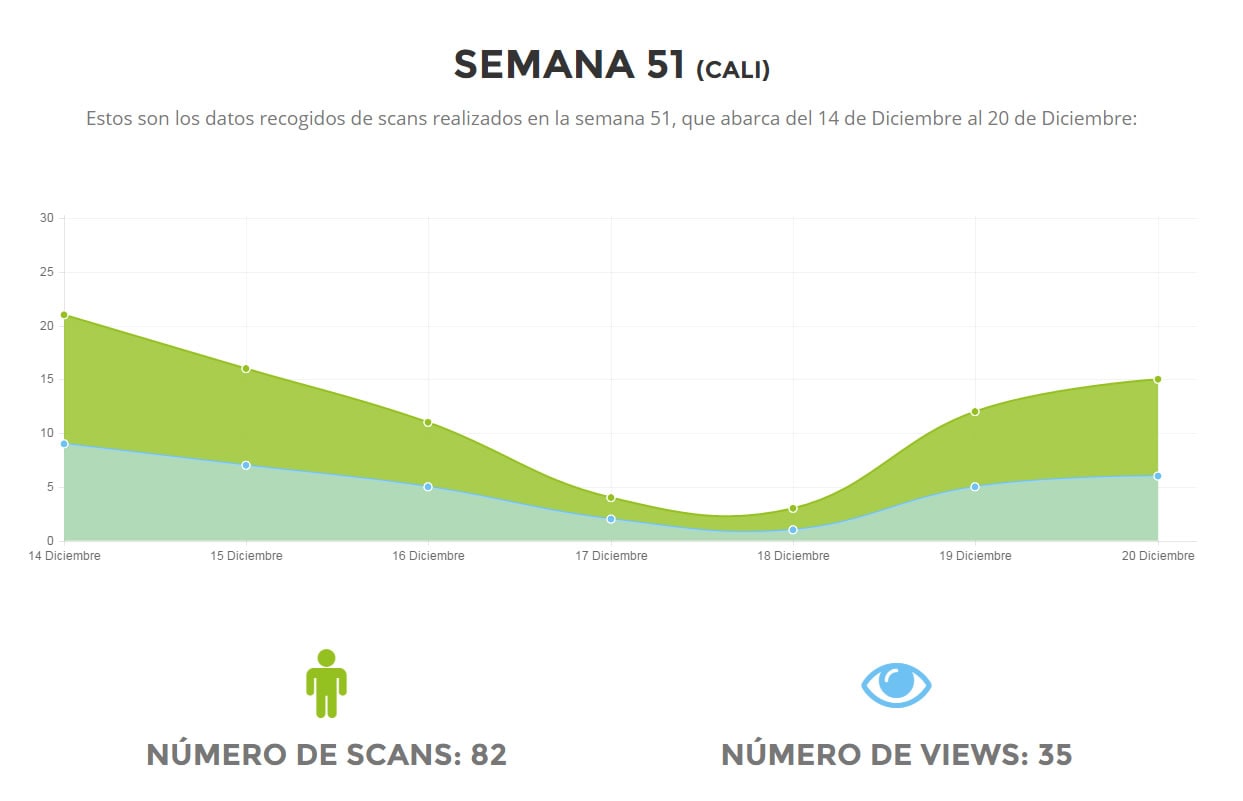 SEMANA 51 (CALI)
Estos son los datos recogidos de scans realizados en la semana 51, que abarca del 14 de Diciembre al 20 de Diciembre:
30
25
20
15
10
5
0
14 Diciembre 15 Diciembre 16 Diciembre 17 Diciembre 18 Diciembre 19 Diciembre 20 Diciembre
NÚMERO DE SCANS: 82 NÚMERO DE VIEWS: 35